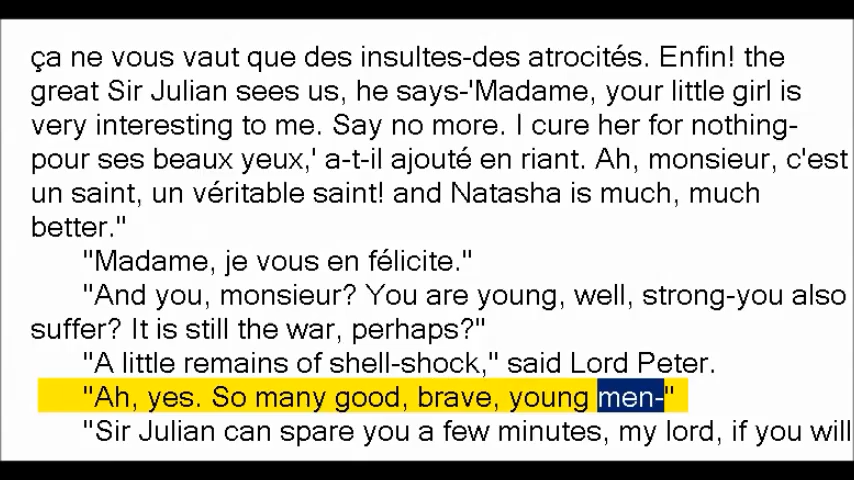 ça ne vous vaut que des insultes-des atrocités. Enfin! the
great Sir Julian sees us, he says-'Madame, your little girl is
very interesting to me. Say no more. I cure her for nothing-
pour ses beaux yeux,' a-t-il ajouté en riant. Ah, monsieur, c'est
un saint, un véritable saint! and Natasha is much, much
better."
"Madame, je vous en félicite."
"And you, monsieur? You are young, well, strong-you also
suffer? It is still the war, perhaps?"
"A little remains of shell-shock," said Lord Peter.
"Ah, yes. So many good, brave, young men-"
"Sir Julian can spare you a few minutes, my lord, if you will